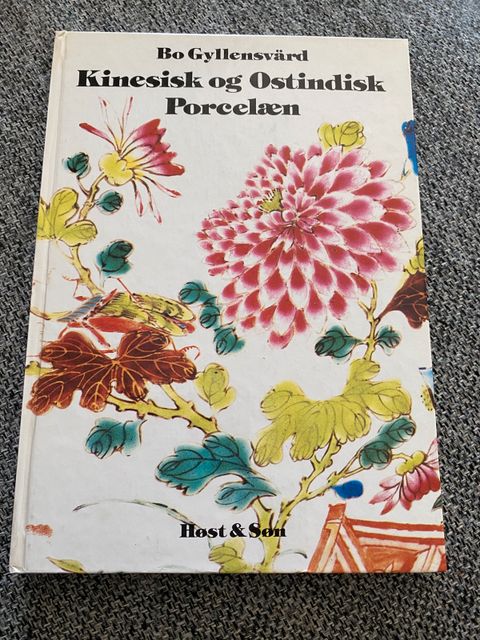 Bo Gyllensvärd
Kinesisk og Ostindisk
Porcelæn
Høst & Søn